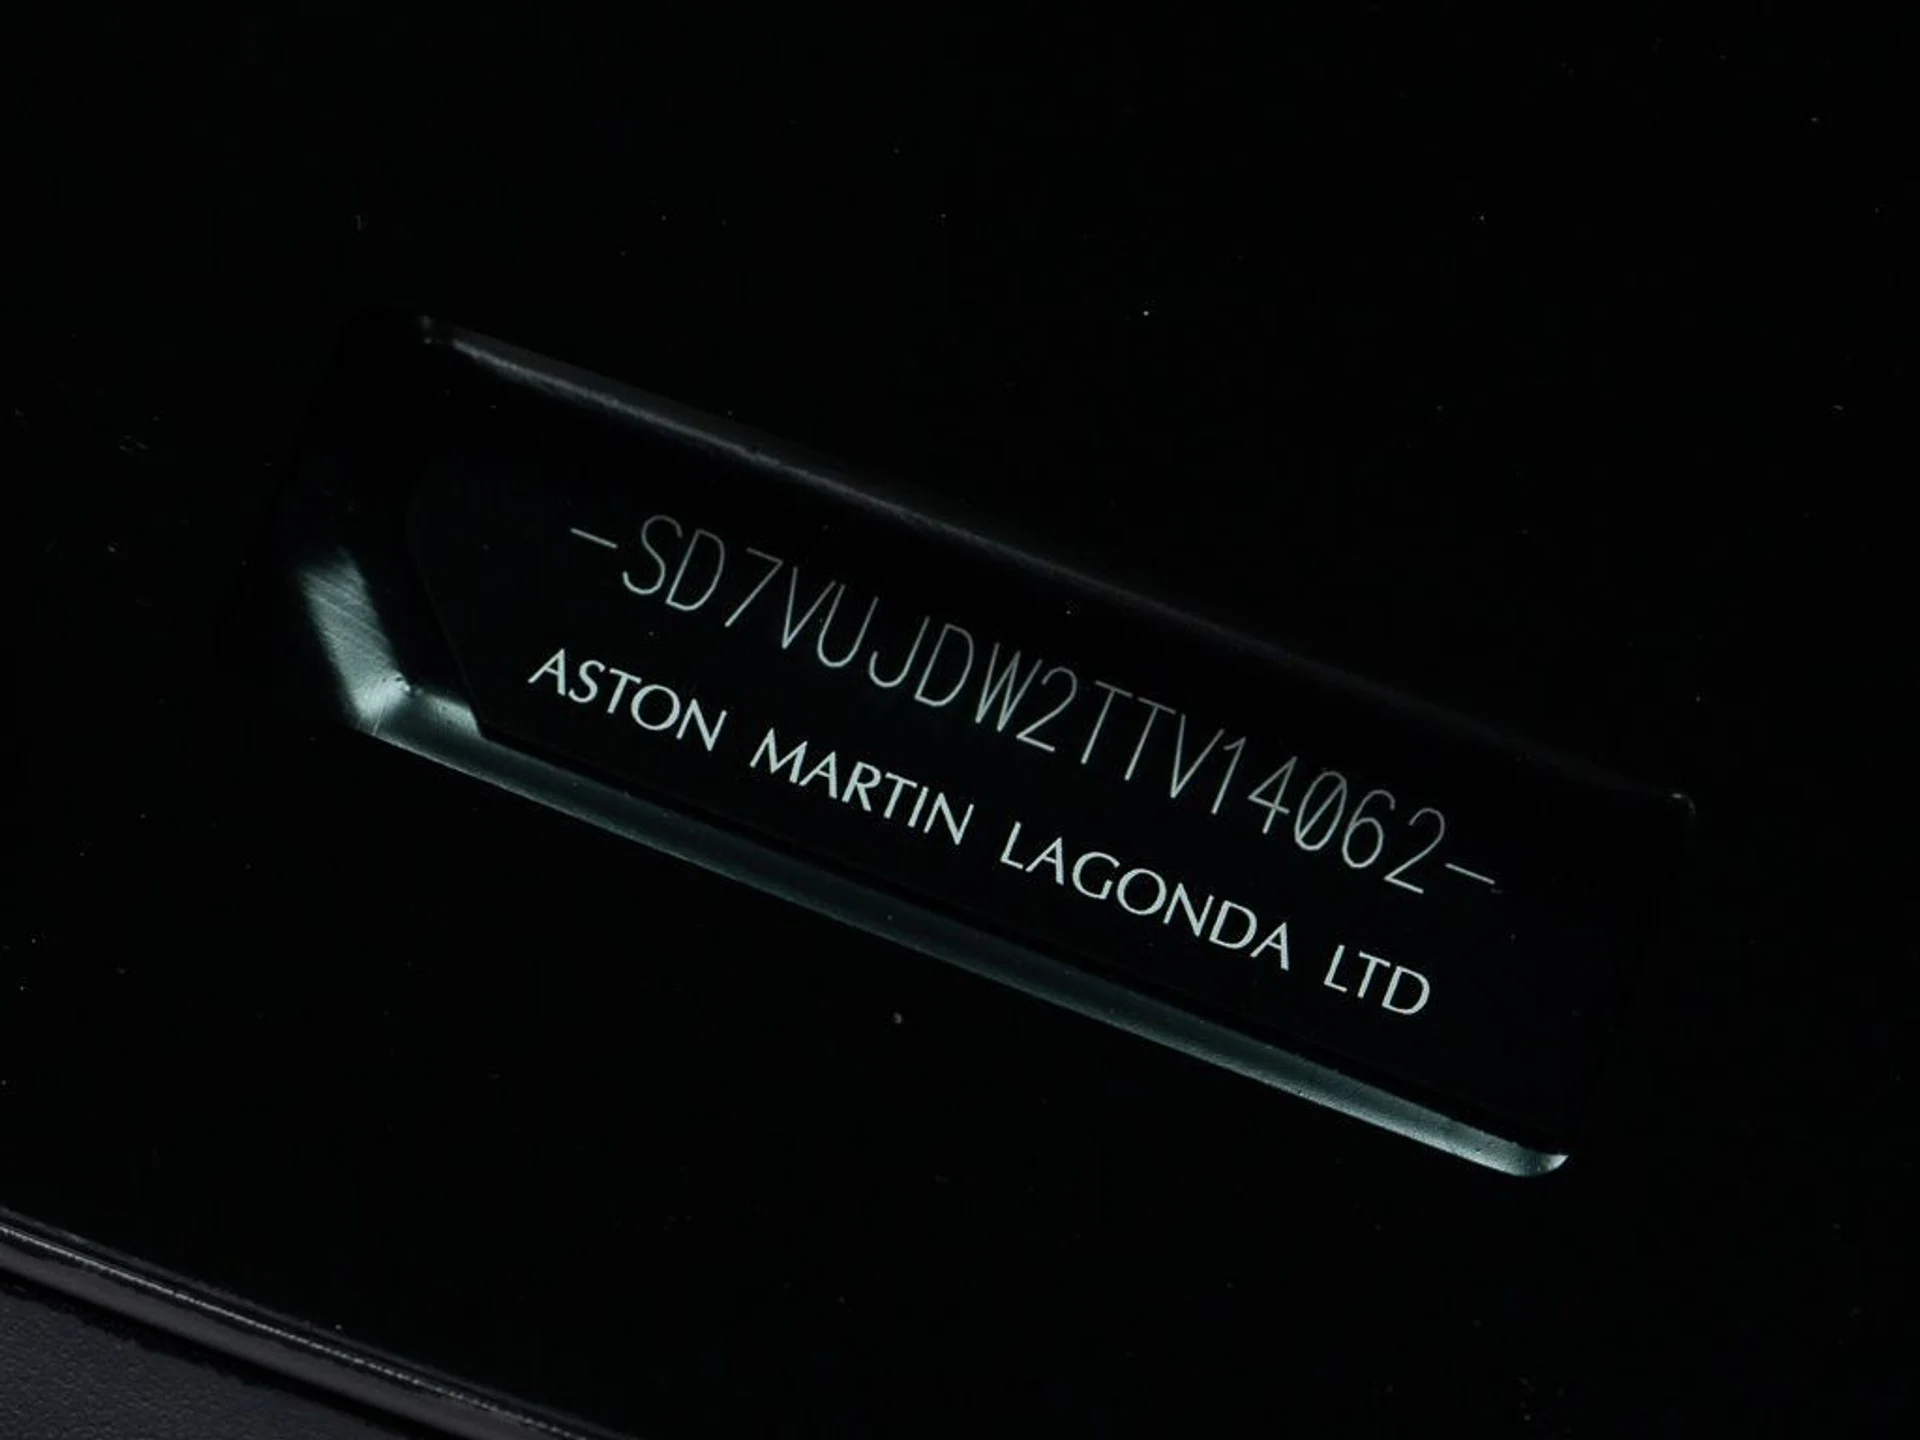 -SD7VUJDW2TTV14062-
ASTON MARTIN LAGONDA LTD